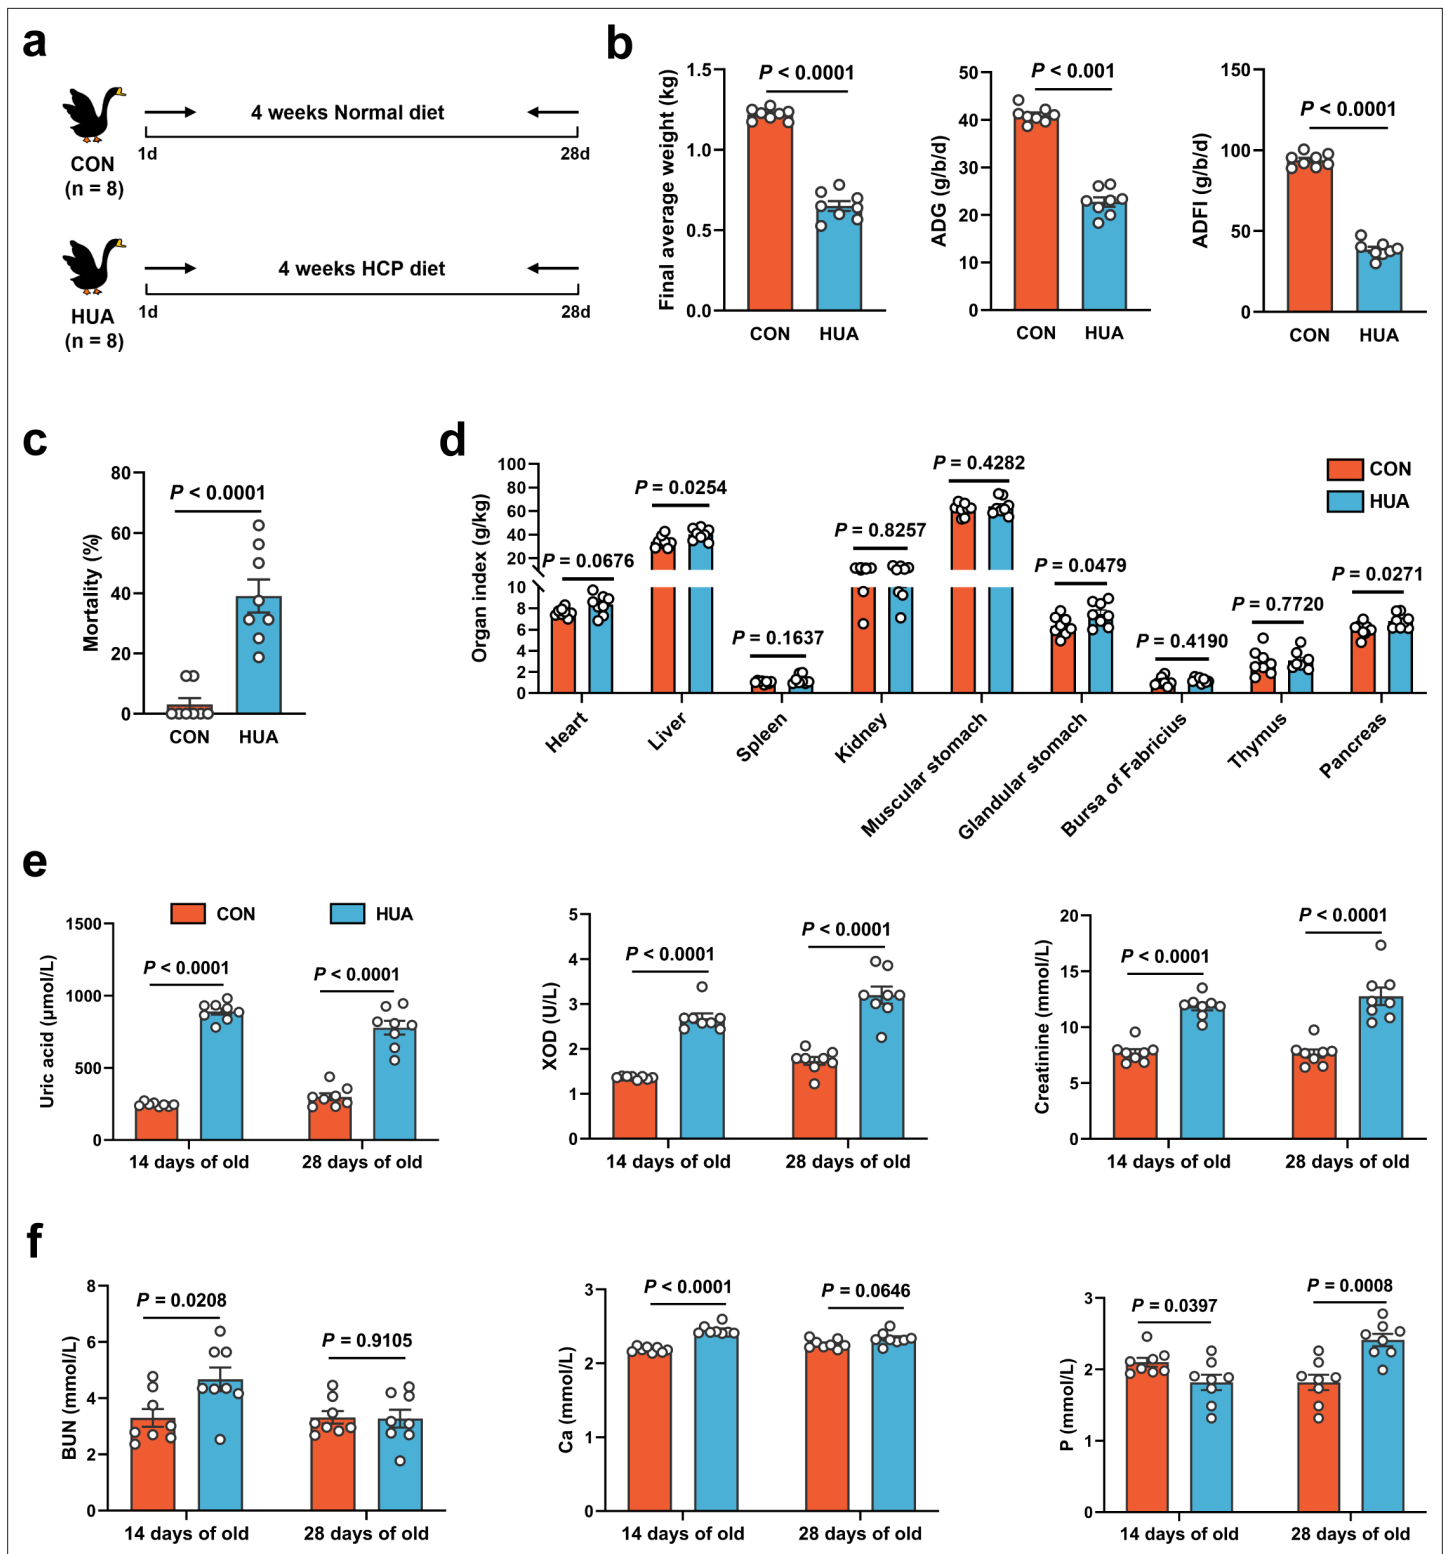 a
CON
(n = 8)
4 weeks Normal diet
1d
28d
HUA
(n = 8)
4 weeks HCP diet
1d
28d
b
Final average weight (kg)
1.5
1.0
0.5
0.0
P < 0.0001
CON
HUA
ADG (g/b/d)
50
40
30
20
10
0
P < 0.001
CON
HUA
ADFI (g/b/d)
150
100
50
0
P < 0.0001
CON
HUA
c
Mortality (%)
80
60
40
20
0
P < 0.0001
CON
HUA
d
Organ index (g/kg)
100
80
60
40
20
10
8
6
4
2
0
P = 0.0676
P = 0.0254
P = 0.1637
P = 0.8257
P = 0.4282
P = 0.0479
P = 0.4190
P = 0.7720
P = 0.0271
CON
HUA
Heart
Liver
Spleen
Kidney
Muscular stomach
Glandular stomach
Bursa of Fabricius
Thymus
Pancreas
e
CON
HUA
Uric acid (μmol/L)
1500
1000
500
0
P < 0.0001
P < 0.0001
14 days of old
28 days of old
XOD (U/L)
5
4
3
2
1
0
P < 0.0001
P < 0.0001
14 days of old
28 days of old
Creatinine (mmol/L)
20
15
10
5
0
P < 0.0001
P < 0.0001
14 days of old
28 days of old
f
BUN (mmol/L)
8
6
4
2
0
P = 0.0208
P = 0.9105
14 days of old
28 days of old
Ca (mmol/L)
3
2
1
0
P < 0.0001
P = 0.0646
14 days of old
28 days of old
P (mmol/L)
3
2
1
0
P = 0.0397
P = 0.0008
14 days of old
28 days of old